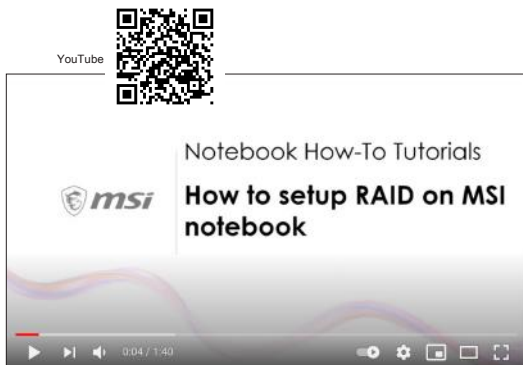 YouTube
Notebook How-To Tutorials
msi
How to setup RAID on MSI
notebook
0:04 / 1:40